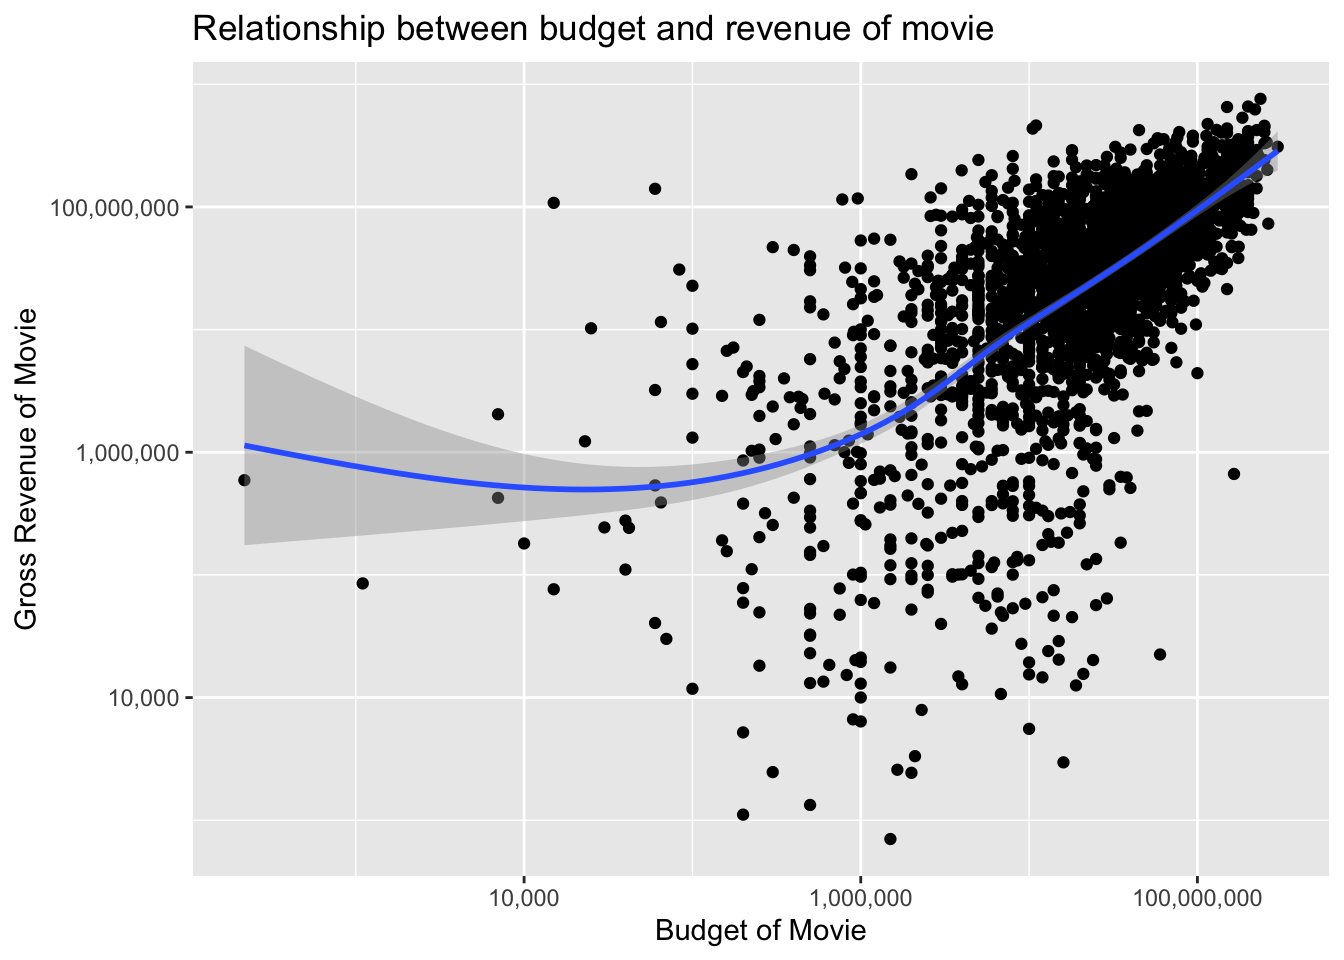 Relationship between budget and revenue of movie
Gross Revenue of Movie
100,000,000
1,000,000
10,000
10,000
1,000,000
100,000,000
Budget of Movie